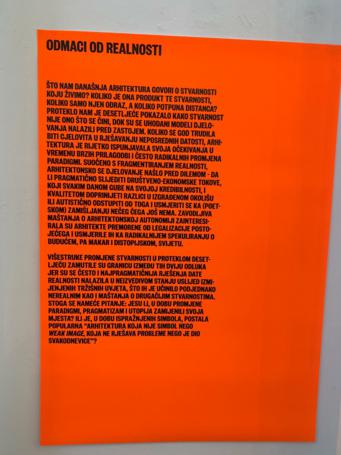 ODMACI OD REALNOSTI
ŠTO NAM DANAŠNJA ARHITEKTURA GOVORI O STVARNOSTI
KOJU ŽIVIMO? KOLIKO JE ONA PRODUKT TE STVARNOSTI,
KOLIKO SAMO NJEN ODRAZ, A KOLIKO POTPUNA DISTANCA?
PROTEKLO NAM JE DESETLJEĆE POKAZALO KAKO STVARNOST
NIJE ONO ŠTO SE ČINI, DOK SU SE UHODANI MODELI DJELO-
VANJA NALAZILI PRED ZASTOJEM. KOLIKO SE GOD TRUDILA
BITI CJELOVITA U RJEŠAVANJU NEPOSREDNIH DATOSTI, ARHI-
TEKTURA JE RIJETKO ISPUNJAVALA SVOJA OČEKIVANJA U
VREMENU BRZIH PRILAGODBI I ČESTO RADIKALNIH PROMJENA
PARADIGMI. SUOČENO S FRAGMENTIRANJEM REALNOSTI,
ARHITEKTONSKO SE DJELOVANJE NAŠLO PRED DILEMOM - DA
LI PRAGMATIČNO SLIJEDITI DRUŠTVENO-EKONOMSKE TOKOVE,
KOJI SVAKIM DANOM GUBE NA SVOJOJ KREDIBILNOSTI, I
KVALITETOM DOPRINIJETI RAZLICI U IZGRAĐENOM OKOLIŠU
ILI AUTISTIČNO ODSTUPITI OD TOGA I USMJERITI SE KA (POET-
SKOM) ZAMIŠLJANJU NEČEG ČEGA JOŠ NEMA. ZAVODLJIVA
MAŠTANJA O ARHITEKTONSKOJ AUTONOMIJI ZAINTERESI-
RALA SU ARHITEKTE PREMORENE OD LEGALIZACIJE POSTO-
JEĆEGA I USMJERILE IH KA RADIKALNIJEM SPEKULIRANJU O
BUDUĆEM, PA MAKAR I DISTOPIJSKOM, SVIJETU.
VIŠESTRUKE PROMJENE STVARNOSTI U PROTEKLOM DESET-
LJEĆU ZAMUTILE SU GRANICU IZMEĐU TIH DVIJU ODLUKA
JER SU SE ČESTO I NAJPRAGMATIČNIJA RJEŠENJA DATE
REALNOSTI NALAZILA U NEIZVEDIVOM STANJU USLIJED IZMI-
JENJENIH TRŽIŠNIH UVJETA, ŠTO IH JE UČINILO PODJEDNAKO
NEREALNIM KAO I MAŠTANJA O DRUGAČIJIM STVARNOSTIMA.
STOGA SE NAMEĆE PITANJE: JESU LI, U DOBU PROMJENE
PARADIGMI, PRAGMATIZAM I UTOPIJA ZAMIJENILI SVOJA
MJESTA? ILI JE, U DOBU ISPRAŽNJENIH SIMBOLA, POSTALA
POPULARNA "ARHITEKTURA KOJA NIJE SIMBOL NEGO
WEAK IMAGE, KOJA NE RJEŠAVA PROBLEME NEGO JE DIO
SVAKODNEVICE"?